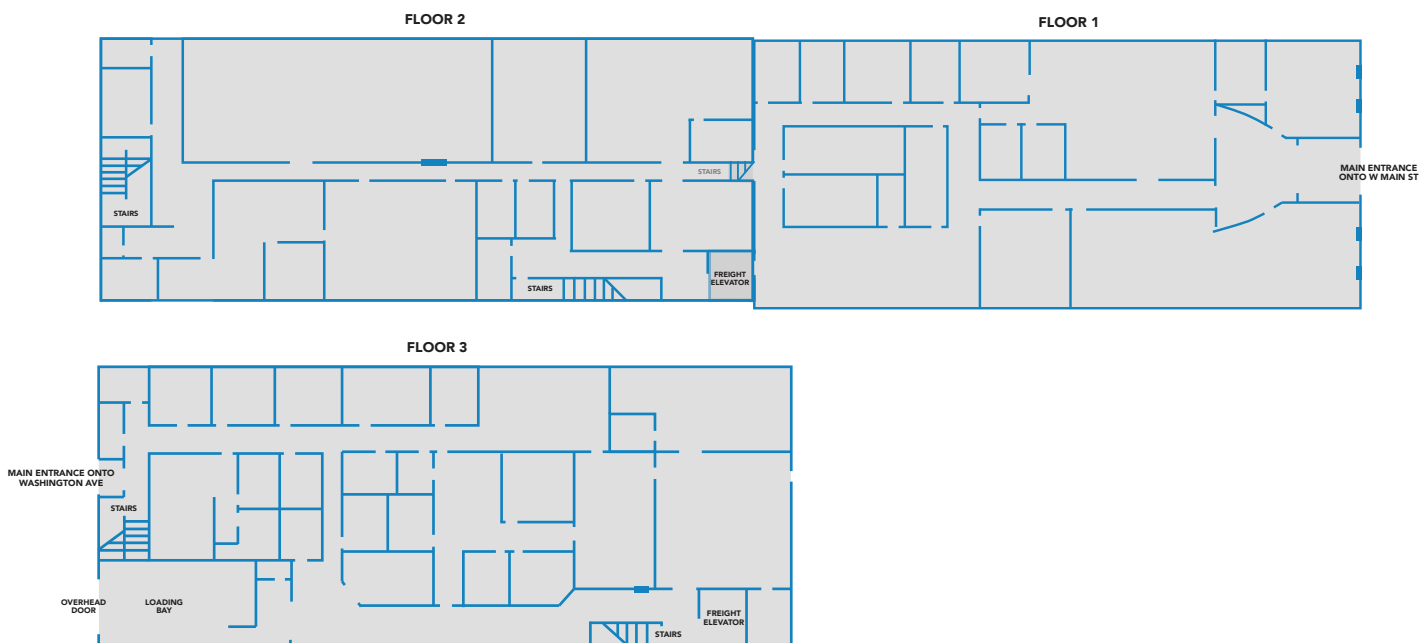 FLOOR 2
FLOOR 1
STAIRS
MAIN ENTRANCE
ONTO W MAIN ST
STAIRS
FREIGHT
ELEVATOR
STAIRS
FLOOR 3
MAIN ENTRANCE ONTO
WASHINGTON AVE
STAIRS
OVERHEAD
DOOR
LOADING
BAY
FREIGHT
ELEVATOR
STAIRS